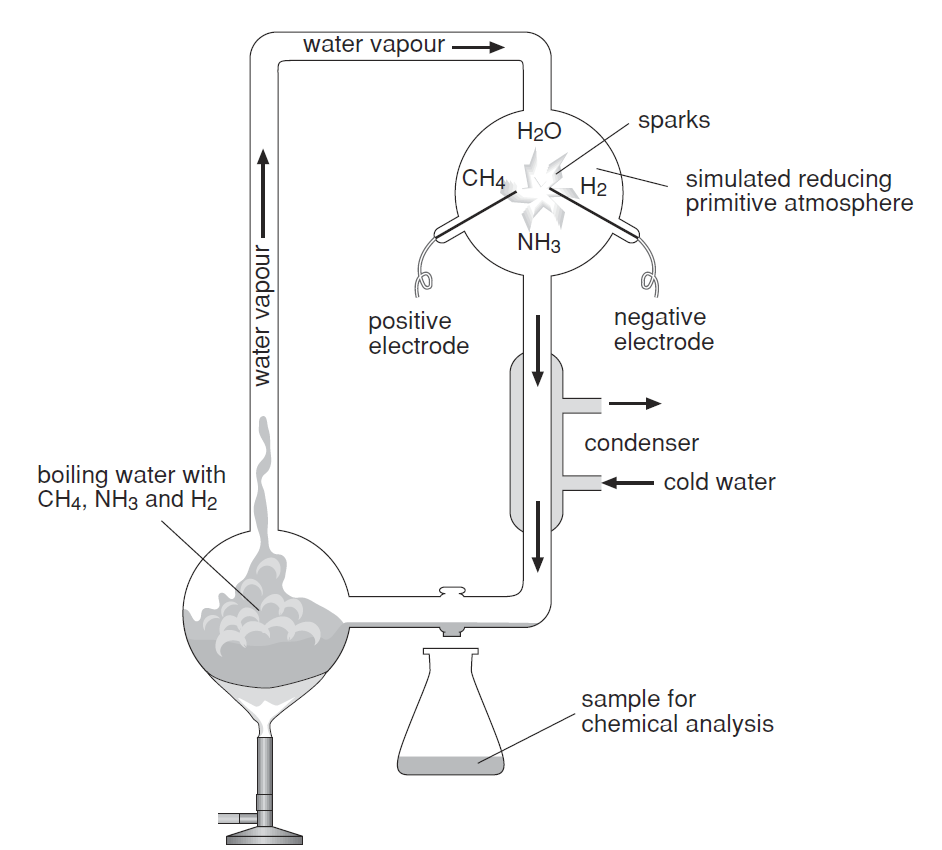 water vapour
water vapour
H2O
CH4
H2
NH3
sparks
simulated reducing
primitive atmosphere
positive
electrode
negative
electrode
condenser
cold water
boiling water with
CH4, NH3 and H2
sample for
chemical analysis